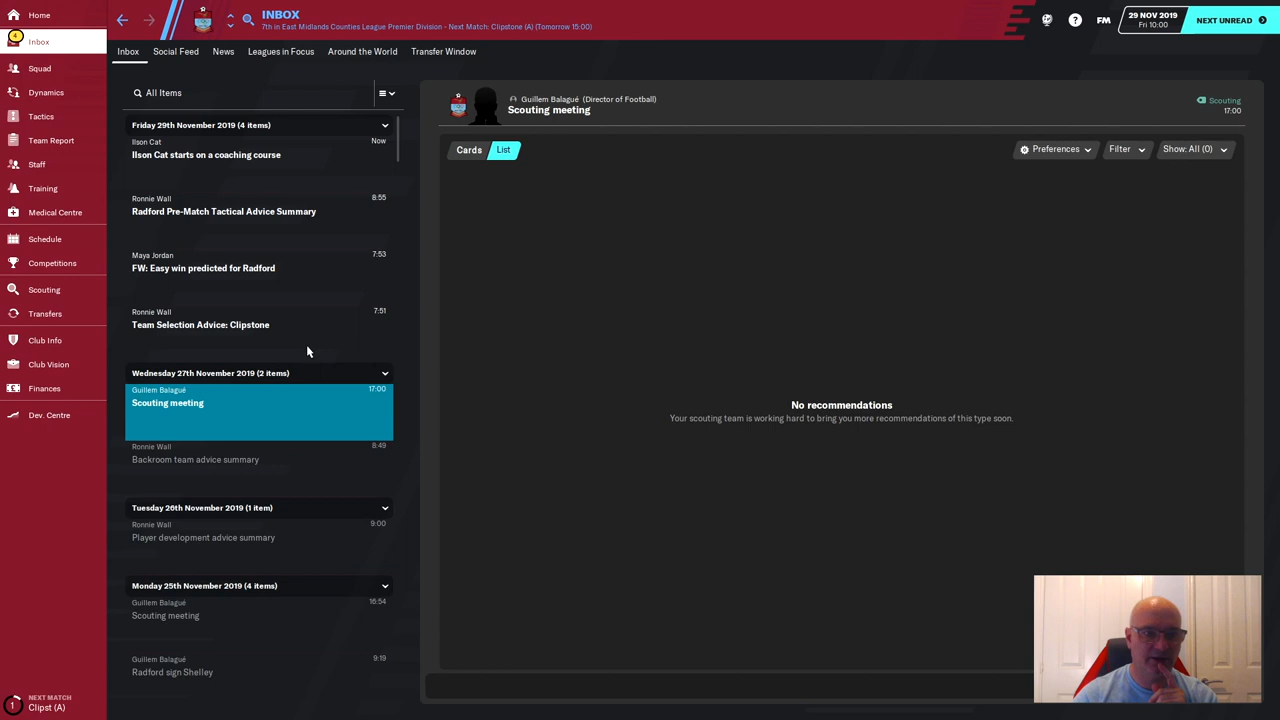 Home
4
Inbox
Squad
Dynamics
Tactics
Team Report
Staff
Training
Medical Centre
Schedule
Competitions
Scouting
Transfers
Club Info
Club Vision
Finances
Dev. Centre
1
NEXT MATCH
Clipst (A)
INBOX
7th in East Midlands Counties League Premier Division - Next Match: Clipstone (A) (Tomorrow 15:00)
?
FM
29 NOV 2019
Fri 10:00
NEXT UNREAD
Inbox Social Feed News Leagues in Focus Around the World Transfer Window
All Items
Friday 29th November 2019 (4 items)
Ilson Cat Now
Ilson Cat starts on a coaching course
Ronnie Wall 8:55
Radford Pre-Match Tactical Advice Summary
Maya Jordan 7:53
FW: Easy win predicted for Radford
Ronnie Wall 7:51
Team Selection Advice: Clipstone
Wednesday 27th November 2019 (2 items)
Guillem Balagué 17:00
Scouting meeting
Ronnie Wall 8:49
Backroom team advice summary
Tuesday 26th November 2019 (1 item)
Ronnie Wall 9:00
Player development advice summary
Monday 25th November 2019 (4 items)
Guillem Balagué 16:54
Scouting meeting
Guillem Balagué 9:19
Radford sign Shelley
Guillem Balagué (Director of Football)
Scouting meeting
Scouting
17:00
Cards List
Preferences Filter Show: All (0)
No recommendations
Your scouting team is working hard to bring you more recommendations of this type soon.